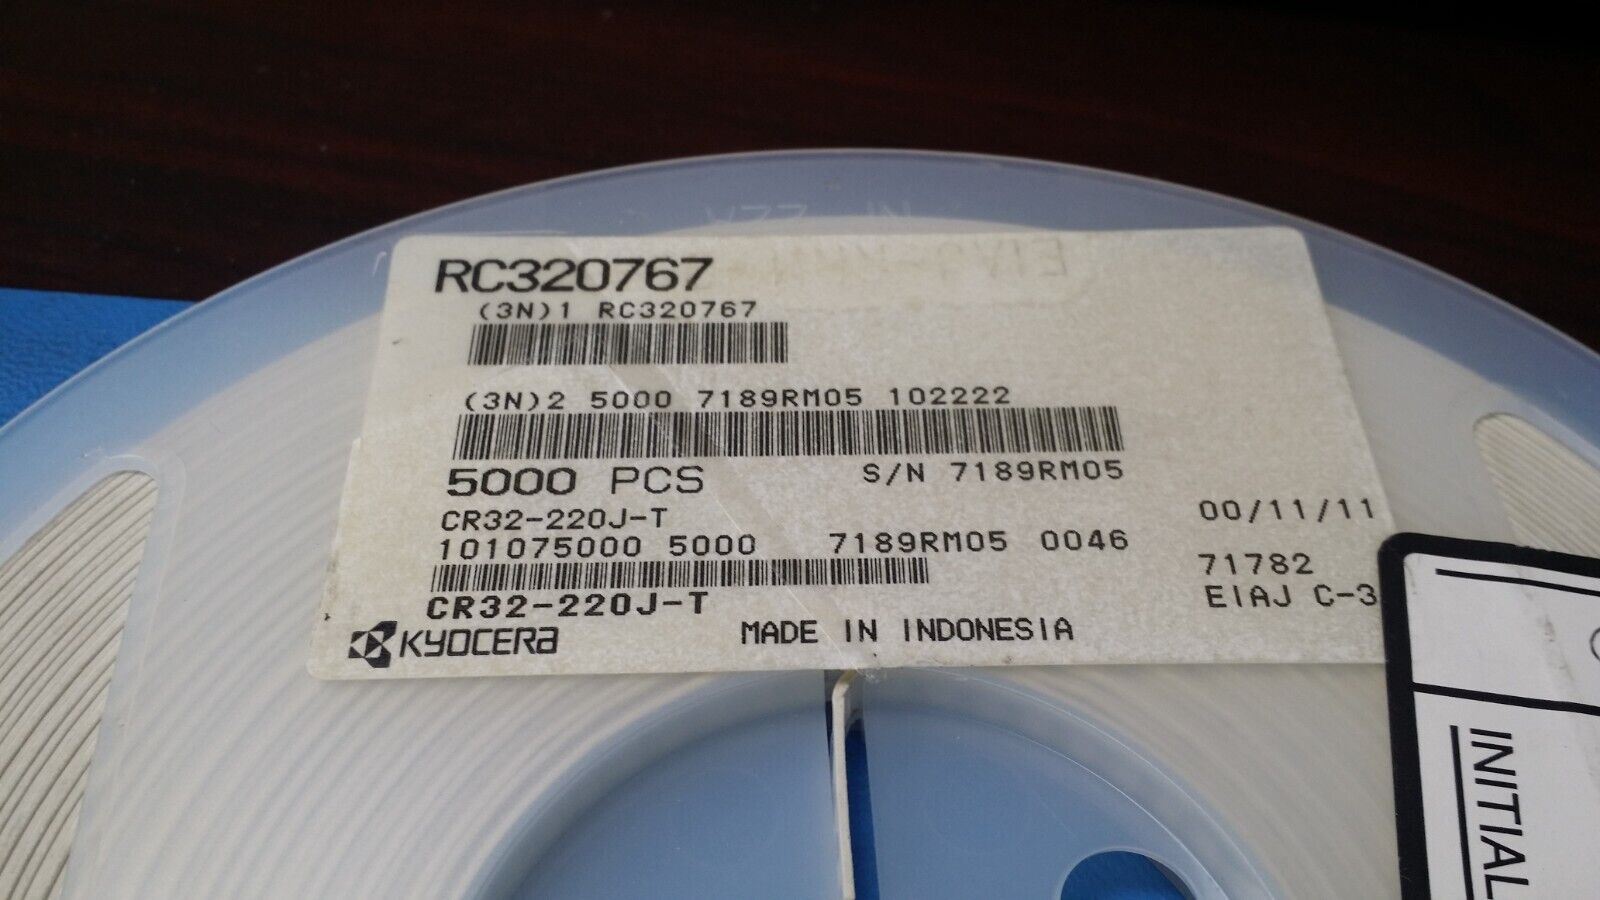 RC320767
(3N)1 RC320767
(3N)2 5000 7189RM05 102222
5000 PCS S/N 7189RM05
CR32-220J-T 00/11/11
101075000 5000 7189RM05 0046
71782
CR32-220J-T EIAJ C-3
KYOCERA MADE IN INDONESIA
INITIAL